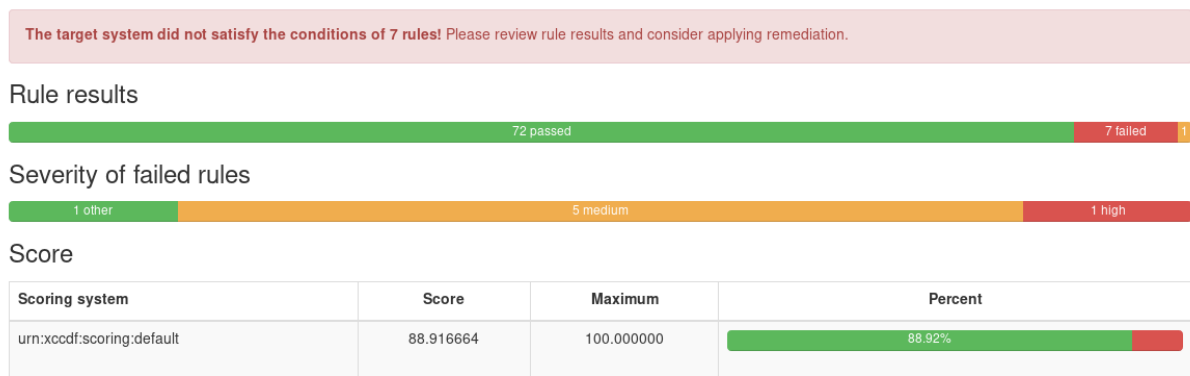 The target system did not satisfy the conditions of 7 rules! Please review rule results and consider applying remediation.
Rule results
72 passed 7 failed 1
Severity of failed rules
1 other 5 medium 1 high
Score
Scoring system Score Maximum Percent
urn:xccdf:scoring:default 88.916664 100.000000 88.92%